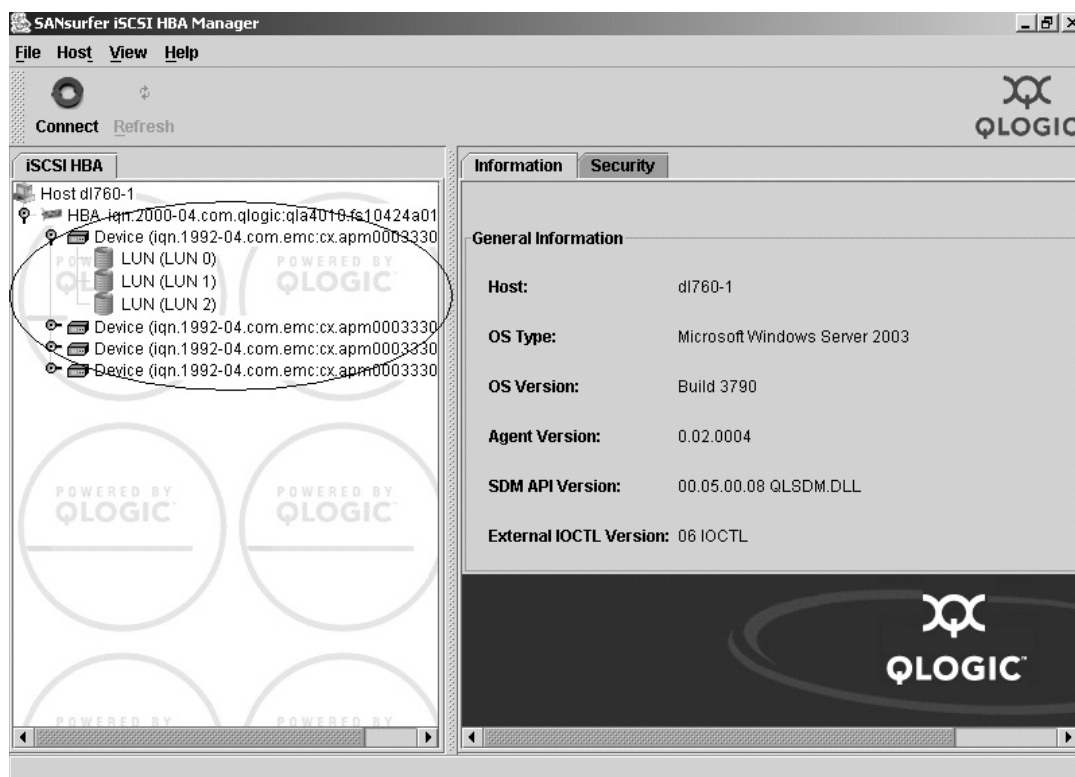 SANsurfer iSCSI HBA Manager
File Host View Help
Connect Refresh
QLOGIC
iSCSI HBA
Information Security
Host dl760-1
HBA iqn.2000-04.com.qlogic:qla4010.fs10424a01
Device (iqn.1992-04.com.emc:cx.apm0003330
LUN (LUN 0)
LUN (LUN 1)
LUN (LUN 2)
Device (iqn.1992-04.com.emc:cx.apm0003330
Device (iqn.1992-04.com.emc:cx.apm0003330
Device (iqn.1992-04.com.emc:cx.apm0003330
POWERED BY
QLOGIC
POWERED BY
QLOGIC
POWERED BY
QLOGIC
POWERED BY
POWERED BY
General Information
Host: dl760-1
OS Type: Microsoft Windows Server 2003
OS Version: Build 3790
Agent Version: 0.02.0004
SDM API Version: 00.05.00.08 QLSDM.DLL
External IOCTL Version: 06 IOCTL
QLOGIC